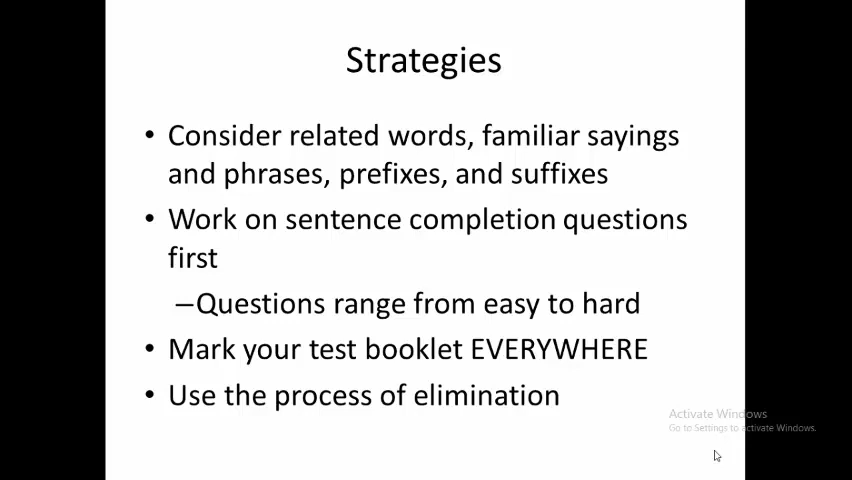 Strategies
• Consider related words, familiar sayings
and phrases, prefixes, and suffixes
• Work on sentence completion questions
first
–Questions range from easy to hard
• Mark your test booklet EVERYWHERE
• Use the process of elimination
Activate Windows
Go to Settings to activate Windows.